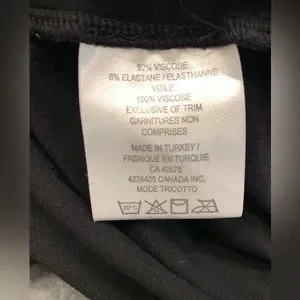 92% VISCOSE
8% ELASTANE / ELASTHANNE
VOILE
100% VISCOSE
EXCLUSIVE OF TRIM
GARNITURES NON
COMPRISES
MADE IN TURKEY /
FABRIQUE EN TURQUIE
CA 42675
4228405 CANADA INC.
MODE TRICOTTO